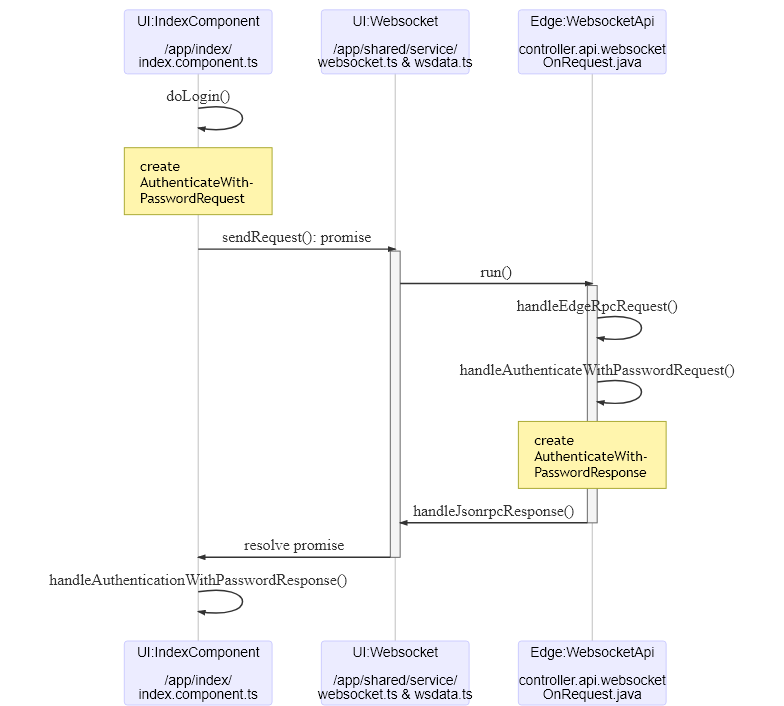 UI:IndexComponent
/app/index/
index.component.ts
UI:Websocket
/app/shared/service/
websocket.ts & wsdata.ts
Edge:WebsocketApi
controller.api.websocket
OnRequest.java
doLogin()
create
AuthenticateWith-
PasswordRequest
sendRequest(): promise
run()
handleEdgeRpcRequest()
handleAuthenticateWithPasswordRequest()
create
AuthenticateWith-
PasswordResponse
handleJsonrpcResponse()
resolve promise
handleAuthenticationWithPasswordResponse()
UI:IndexComponent
/app/index/
index.component.ts
UI:Websocket
/app/shared/service/
websocket.ts & wsdata.ts
Edge:WebsocketApi
controller.api.websocket
OnRequest.java